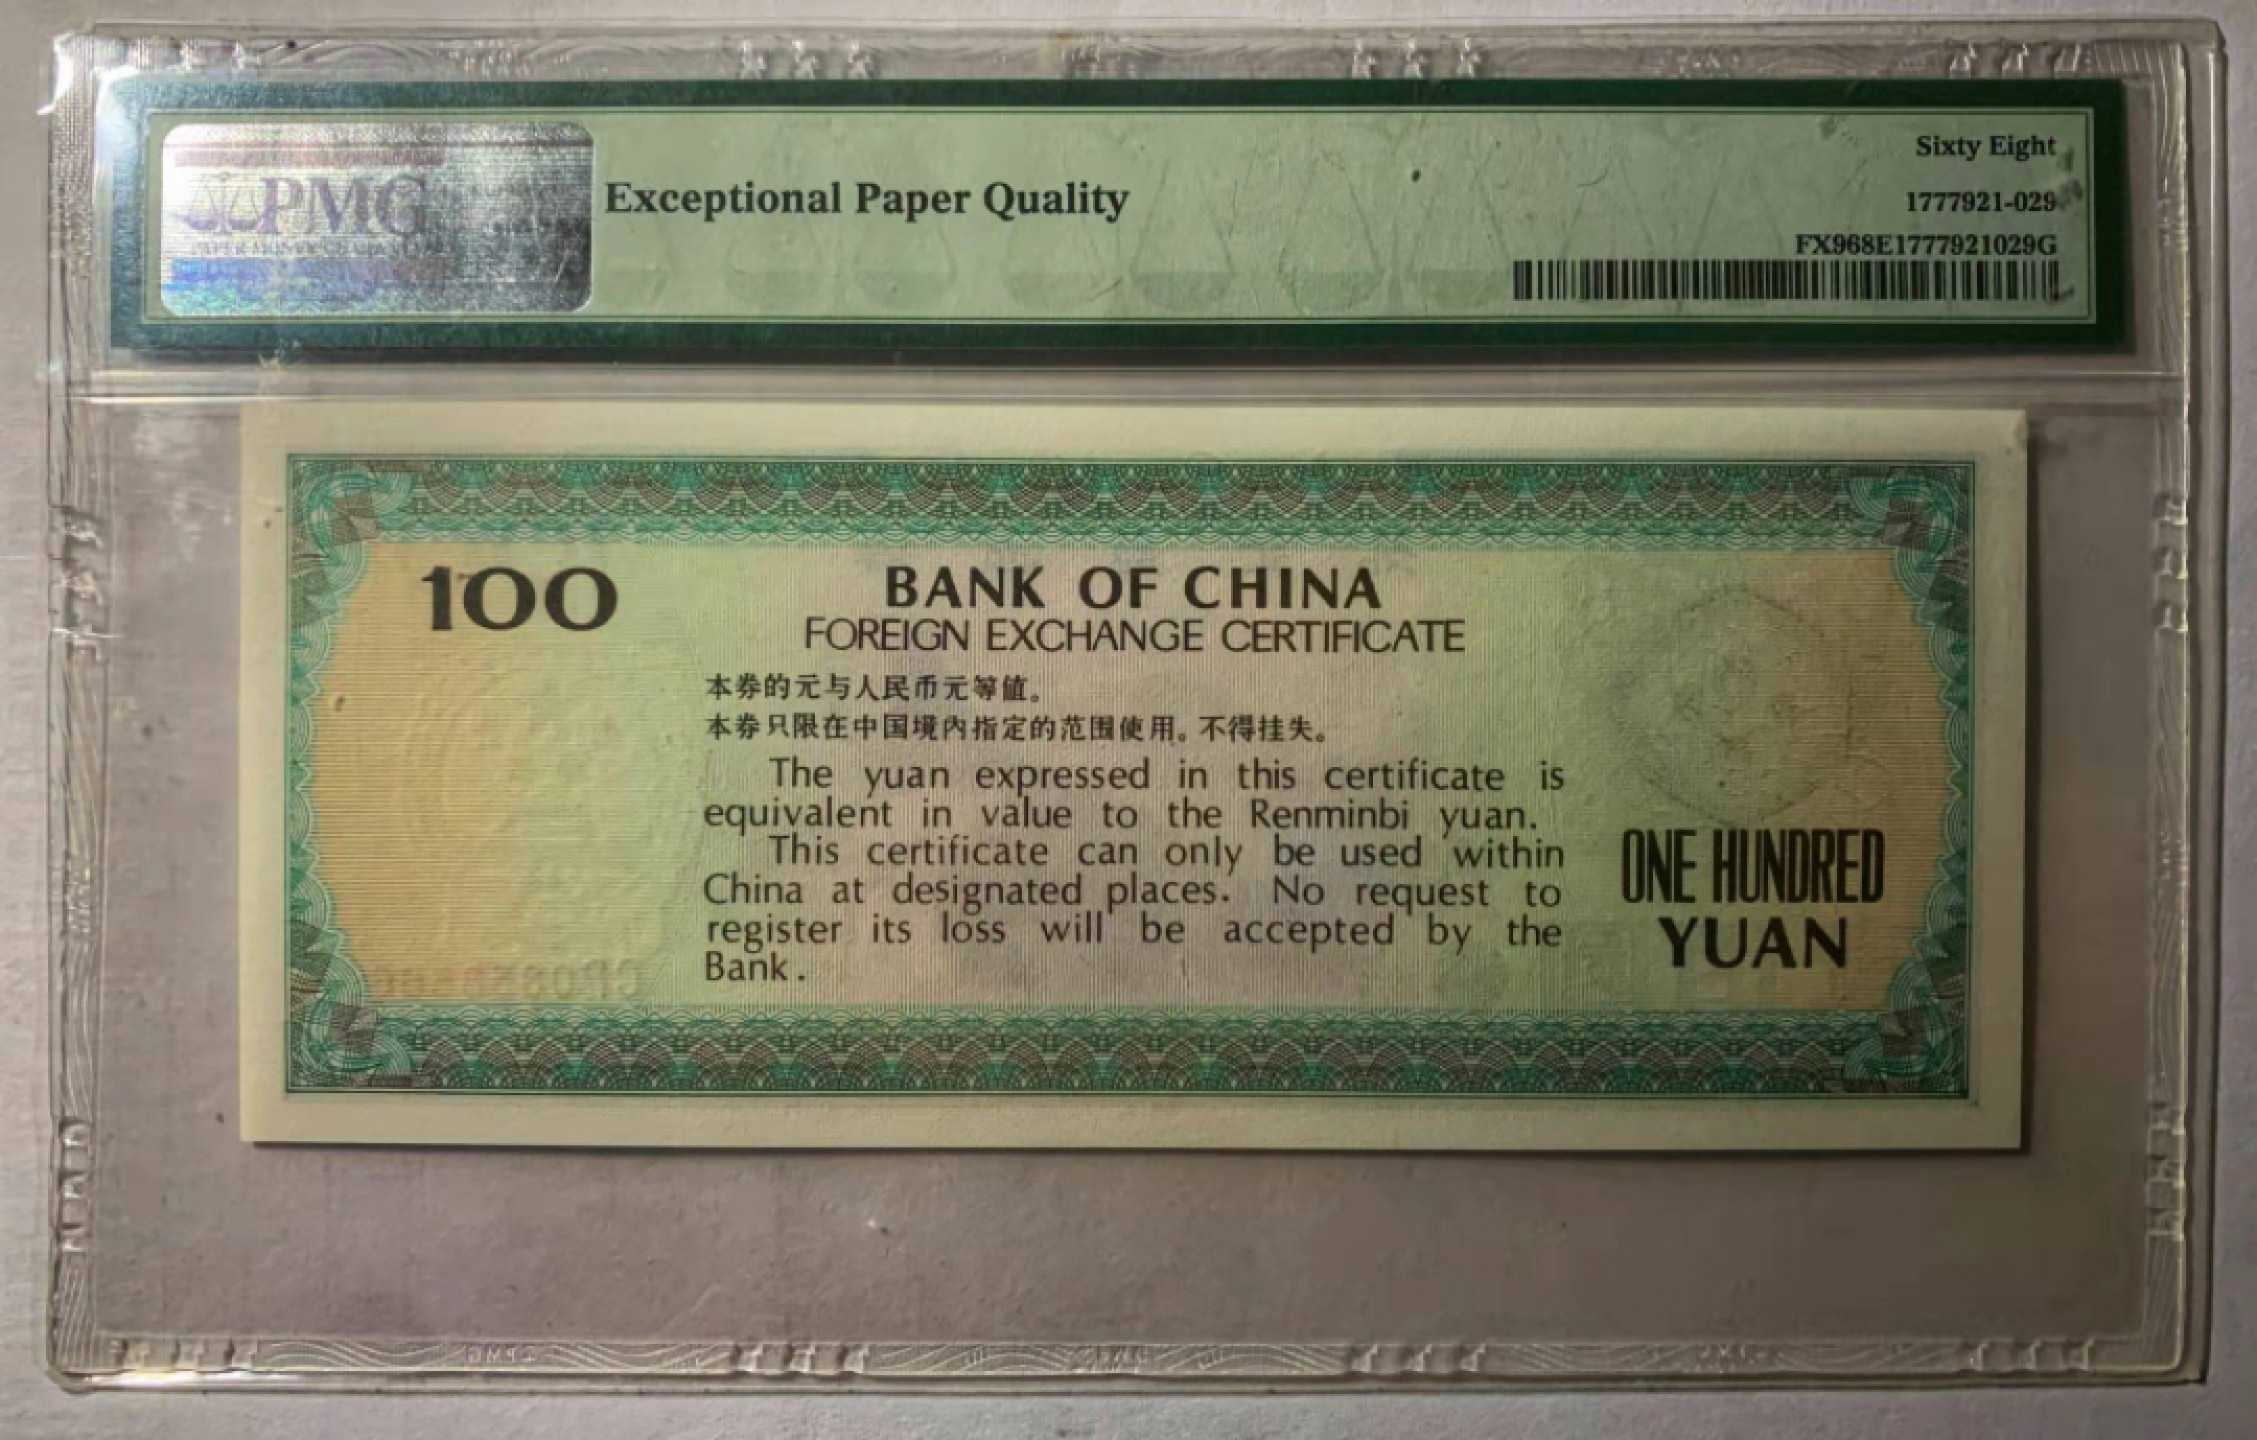 PMG
Exceptional Paper Quality
Sixty Eight
1777921-029
FX968E1777921029G
100
BANK OF CHINA
FOREIGN EXCHANGE CERTIFICATE
本券的元与人民币元等值。
本券只限在中国境内指定的范围使用。不得挂失。
The yuan expressed in this certificate is
equivalent in value to the Renminbi yuan.
This certificate can only be used within
China at designated places. No request to
register its loss will be accepted by the
Bank.
ONE HUNDRED
YUAN